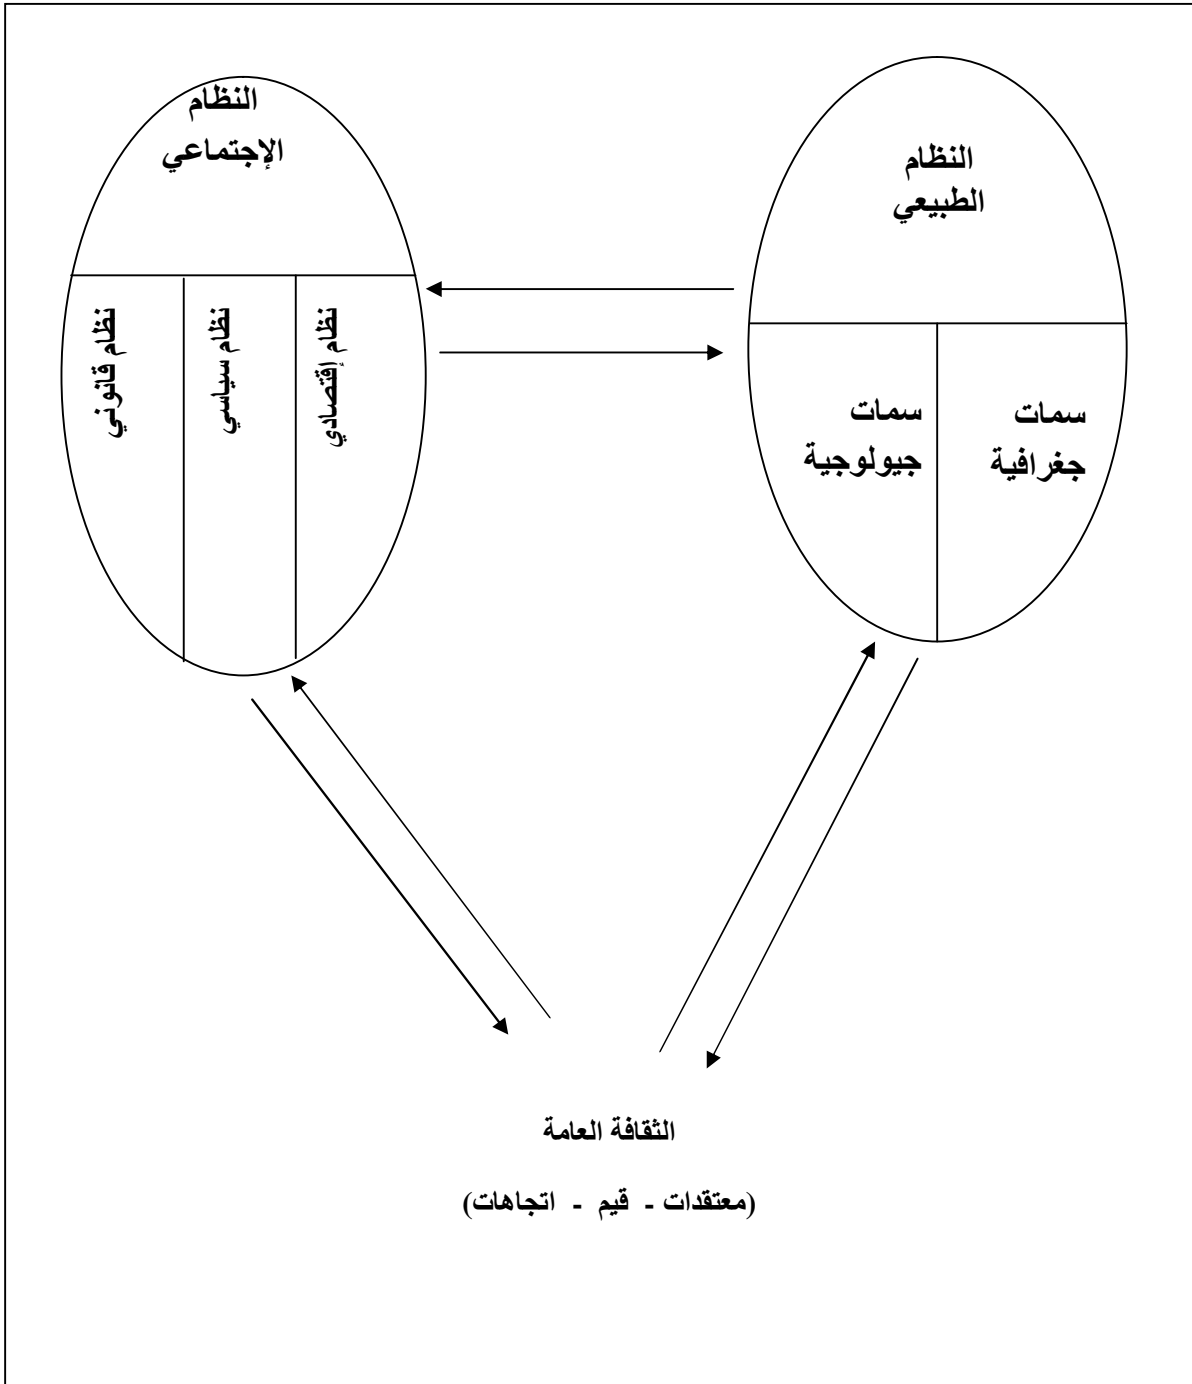 النظام
الطبيعي
سمات
جغرافية
سمات
جيولوجية
النظام
الإجتماعي
نظام إقتصادي
نظام سياسي
نظام قانوني
الثقافة العامة
(معتقدات - قيم - اتجاهات)